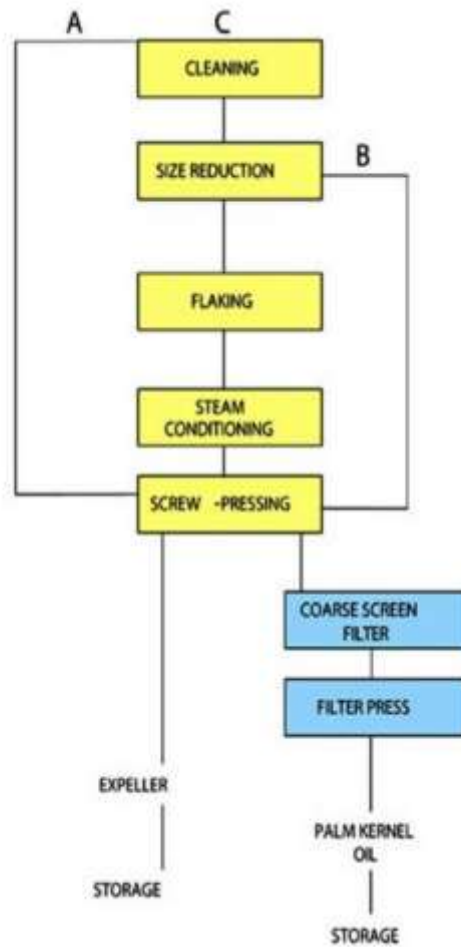 A
C
CLEANING
SIZE REDUCTION
B
FLAKING
STEAM
CONDITIONING
SCREW -PRESSING
COARSE SCREEN
FILTER
FILTER PRESS
EXPELLER
PALM KERNEL
OIL
STORAGE
STORAGE